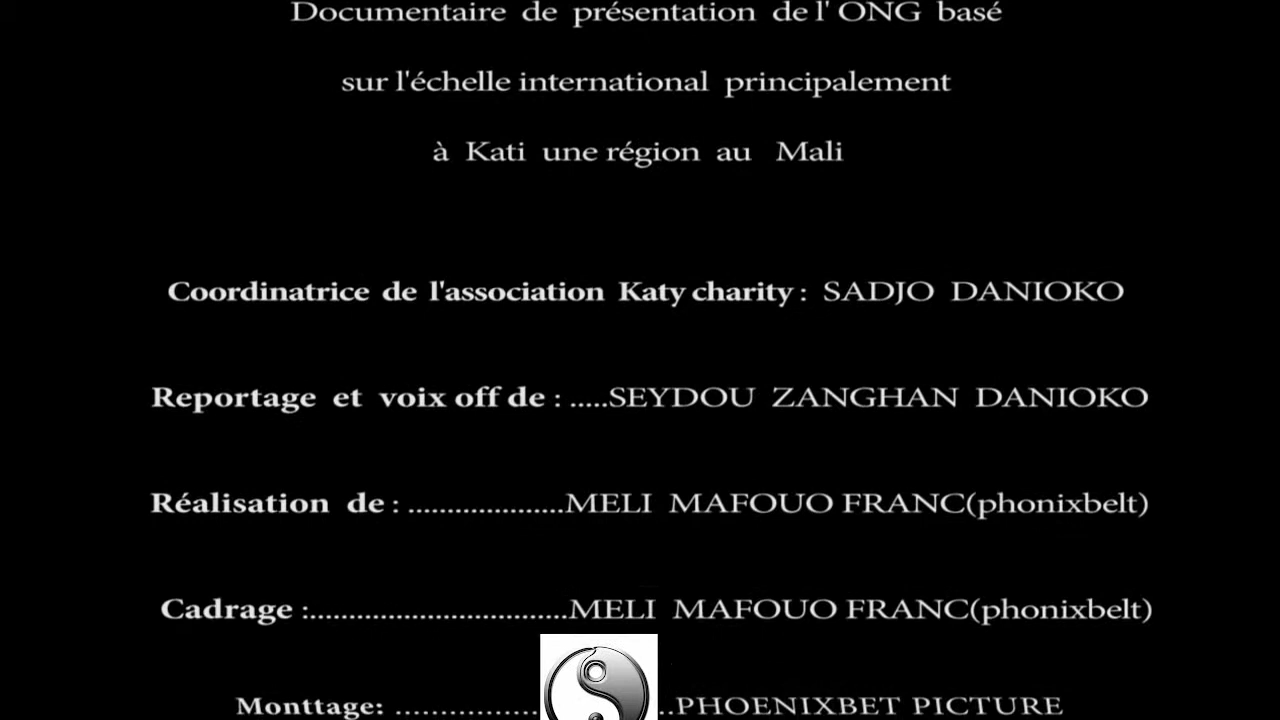 Documentaire de présentation de l' ONG basé
sur l'échelle international principalement
à Kati une région au Mali
Coordinatrice de l'association Katy charity : SADJO DANIOKO
Reportage et voix off de : .....SEYDOU ZANGHAN DANIOKO
Réalisation de : ....................MELI MAFOUO FRANC(phonixbelt)
Cadrage :.................................MELI MAFOUO FRANC(phonixbelt)
Monttage: .................. ..PHOENIXBET PICTURE